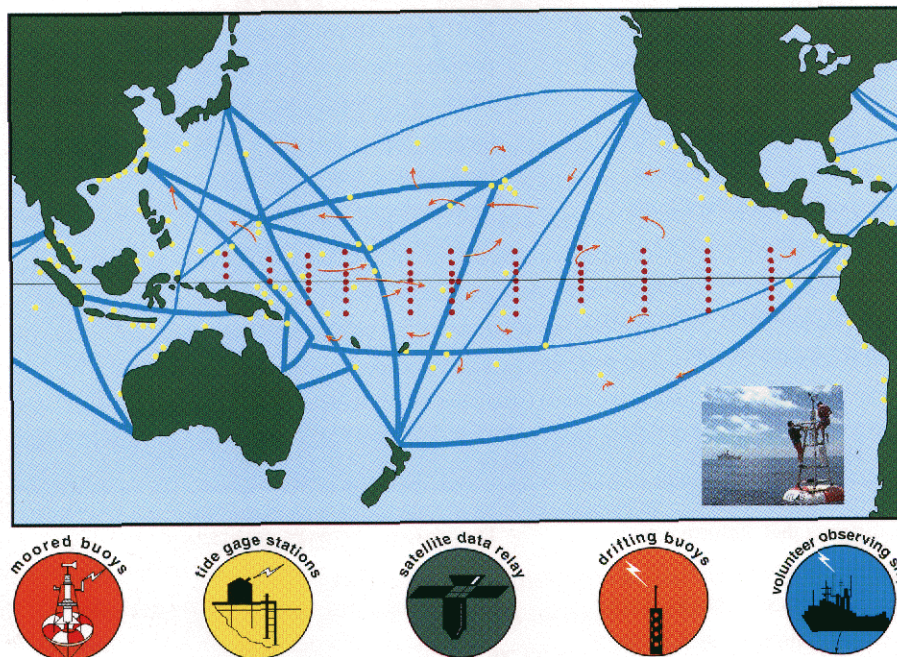 moored buoys
tide gage stations
satellite data relay
drifting buoys
volunteer observing